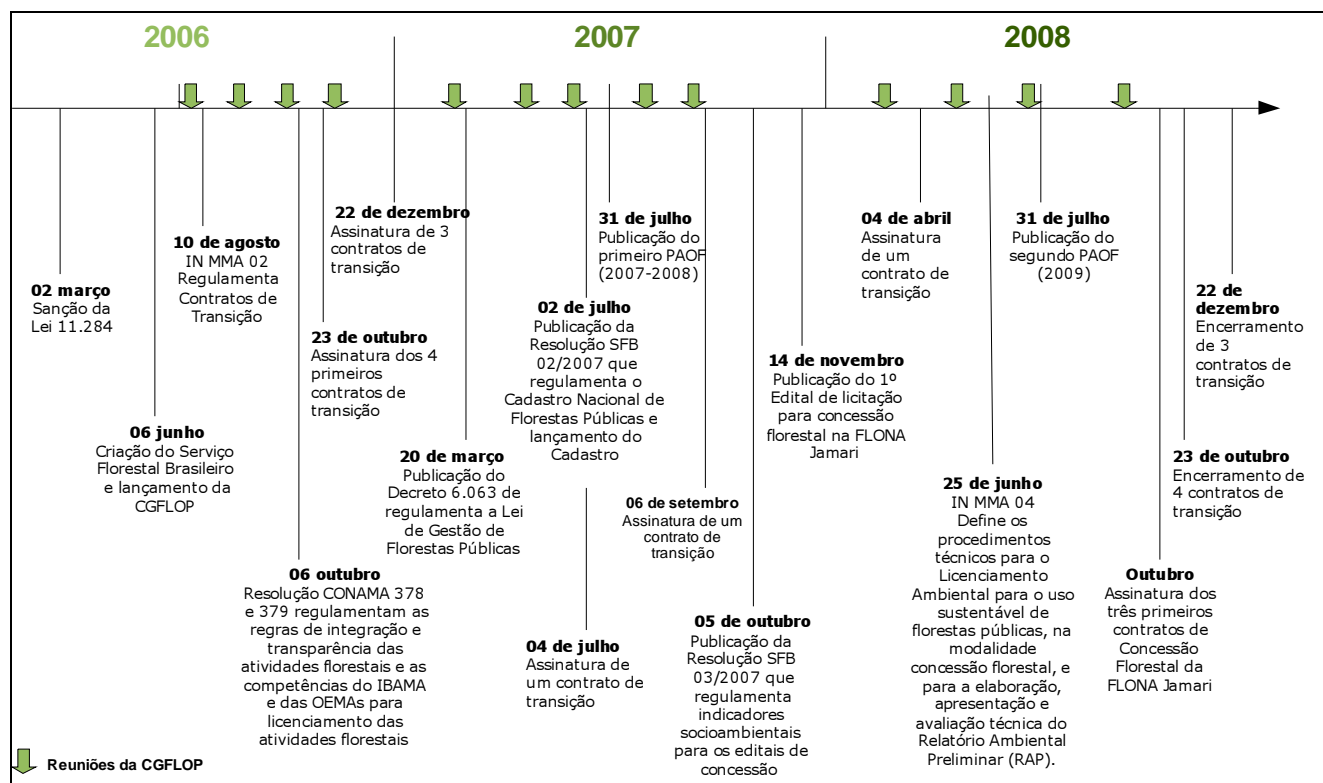 2006
2007
2008
02 março
Sanção da
Lei 11.284
06 junho
Criação do Serviço
Florestal Brasileiro
e lançamento da
CGFLOP
10 de agosto
IN MMA 02
Regulamenta
Contratos de
Transição
06 outubro
Resolução CONAMA 378
e 379 regulamentam as
regras de integração e
transparência das
atividades florestais e as
competências do IBAMA
e das OEMAs para
licenciamento das
atividades florestais
23 de outubro
Assinatura dos 4
primeiros
contratos de
transição
22 de dezembro
Assinatura de 3
contratos de
transição
20 de março
Publicação do
Decreto 6.063 de
regulamenta a Lei
de Gestão de
Florestas Públicas
02 de julho
Publicação da
Resolução SFB
02/2007 que
regulamenta o
Cadastro Nacional de
Florestas Públicas e
lançamento do
Cadastro
04 de julho
Assinatura de
um contrato de
transição
31 de julho
Publicação do
primeiro PAOF
(2007-2008)
06 de setembro
Assinatura de um
contrato de
transição
05 de outubro
Publicação da
Resolução SFB
03/2007 que
regulamenta
indicadores
socioambientais
para os editais de
concessão
14 de novembro
Publicação do 1º
Edital de licitação
para concessão
florestal na FLONA
Jamari
04 de abril
Assinatura
de um
contrato de
transição
25 de junho
IN MMA 04
Define os
procedimentos
técnicos para o
Licenciamento
Ambiental para o uso
sustentável de
florestas públicas, na
modalidade
concessão florestal, e
para a elaboração,
apresentação e
avaliação técnica do
Relatório Ambiental
Preliminar (RAP).
31 de julho
Publicação do
segundo PAOF
(2009)
Outubro
Assinatura dos
três primeiros
contratos de
Concessão
Florestal da
FLONA Jamari
23 de outubro
Encerramento de
4 contratos de
transição
22 de
dezembro
Encerramento
de 3
contratos de
transição
Reuniões da CGFLOP